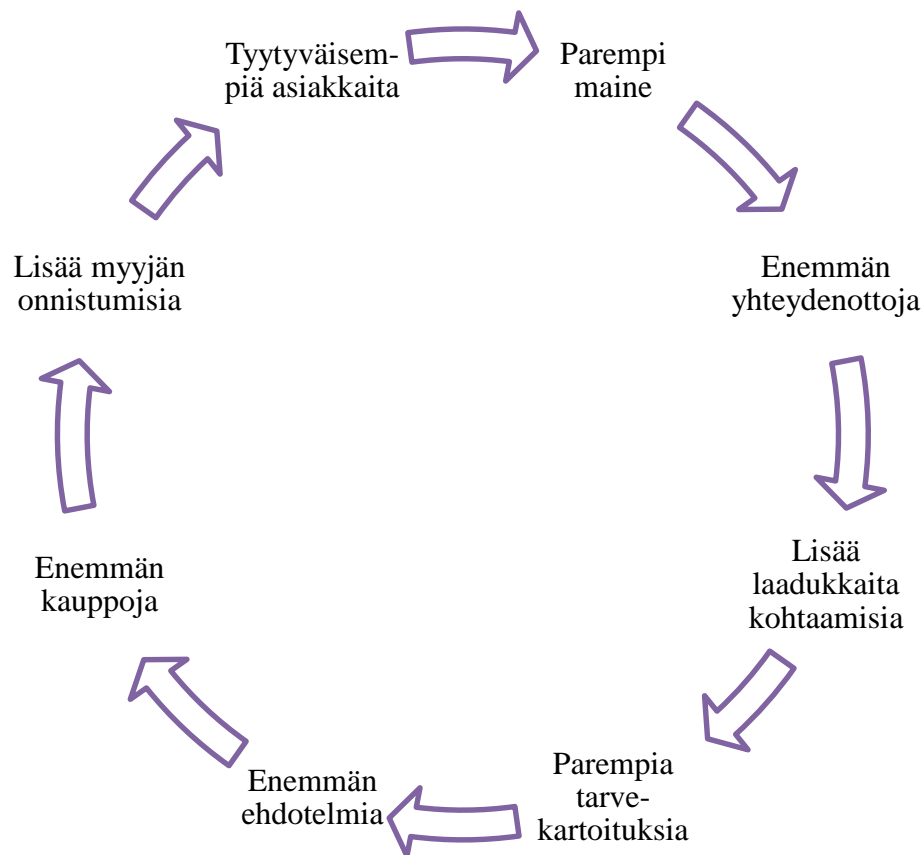 Tyytyväisem-
piä asiakkaita
Parempi
maine
Enemmän
yhteydenottoja
Lisää
laadukkaita
kohtaamisia
Parempia
tarve-
kartoituksia
Enemmän
ehdotelmia
Enemmän
kauppoja
Lisää myyjän
onnistumisia